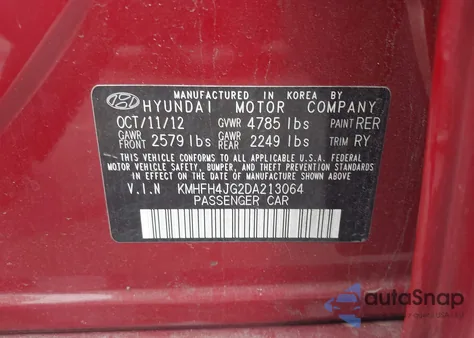 MANUFACTURED IN KOREA BY
HYUNDAI MOTOR COMPANY
OCT/11/12 GVWR 4785 lbs PAINT RER
GAWR FRONT 2579 lbs GAWR REAR 2249 lbs TRIM RY
THIS VEHICLE CONFORMS TO ALL APPLICABLE U.S.A. FEDERAL
MOTOR VEHICLE SAFETY, BUMPER, AND THEFT PREVENTION STANDARDS
IN EFFECT ON THE DATE OF MANUFACTURE SHOWN ABOVE.
V.I.N KMHFH4JG2DA213064
PASSENGER CAR
autoSnap